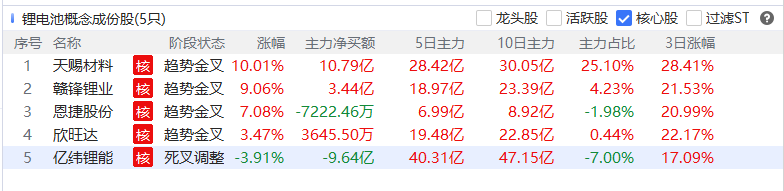 锂电池概念成份股(5只) 龙头股 活跃股 核心股 过滤ST ?
序号 名称 阶段状态 涨幅 主力净买额 5日主力 10日主力 主力占比 3日涨幅
1 天赐材料 核 趋势金叉 10.01% 10.79亿 28.42亿 30.05亿 25.10% 28.41%
2 赣锋锂业 核 趋势金叉 9.06% 3.44亿 18.97亿 23.39亿 4.23% 21.53%
3 恩捷股份 核 趋势金叉 7.08% -7222.46万 6.99亿 8.92亿 -1.98% 20.99%
4 欣旺达 核 趋势金叉 3.47% 3645.50万 19.48亿 22.85亿 0.44% 22.17%
5 亿纬锂能 核 死叉调整 -3.91% -9.64亿 40.31亿 47.15亿 -7.00% 17.09%